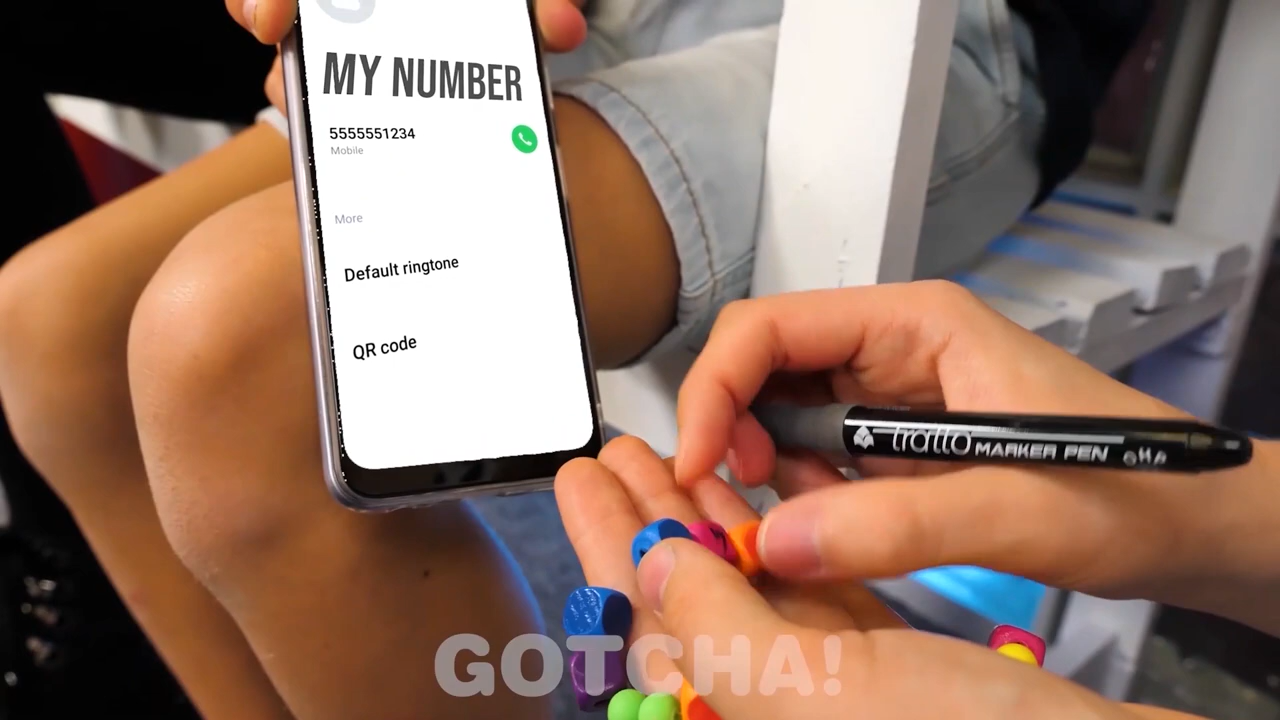 MY NUMBER
5555551234
Mobile
More
Default ringtone
QR code
tratto MARKER PEN
GOTCHA!